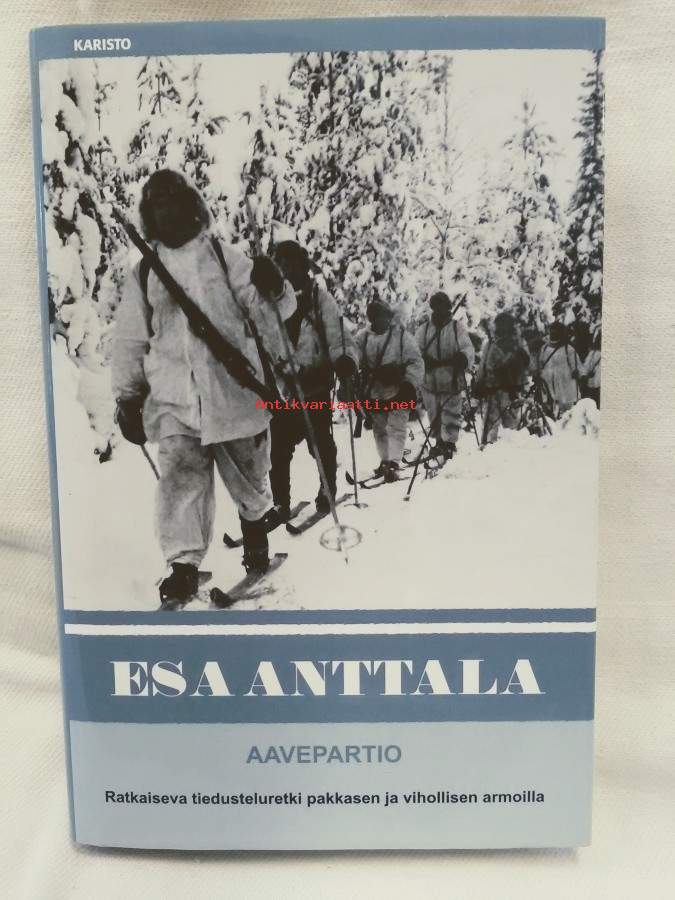 KARISTO
Antikvariaatti.net
ESA ANTTALA
AAVEPARTIO
Ratkaiseva tiedusteluretki pakkasen ja vihollisen armoilla